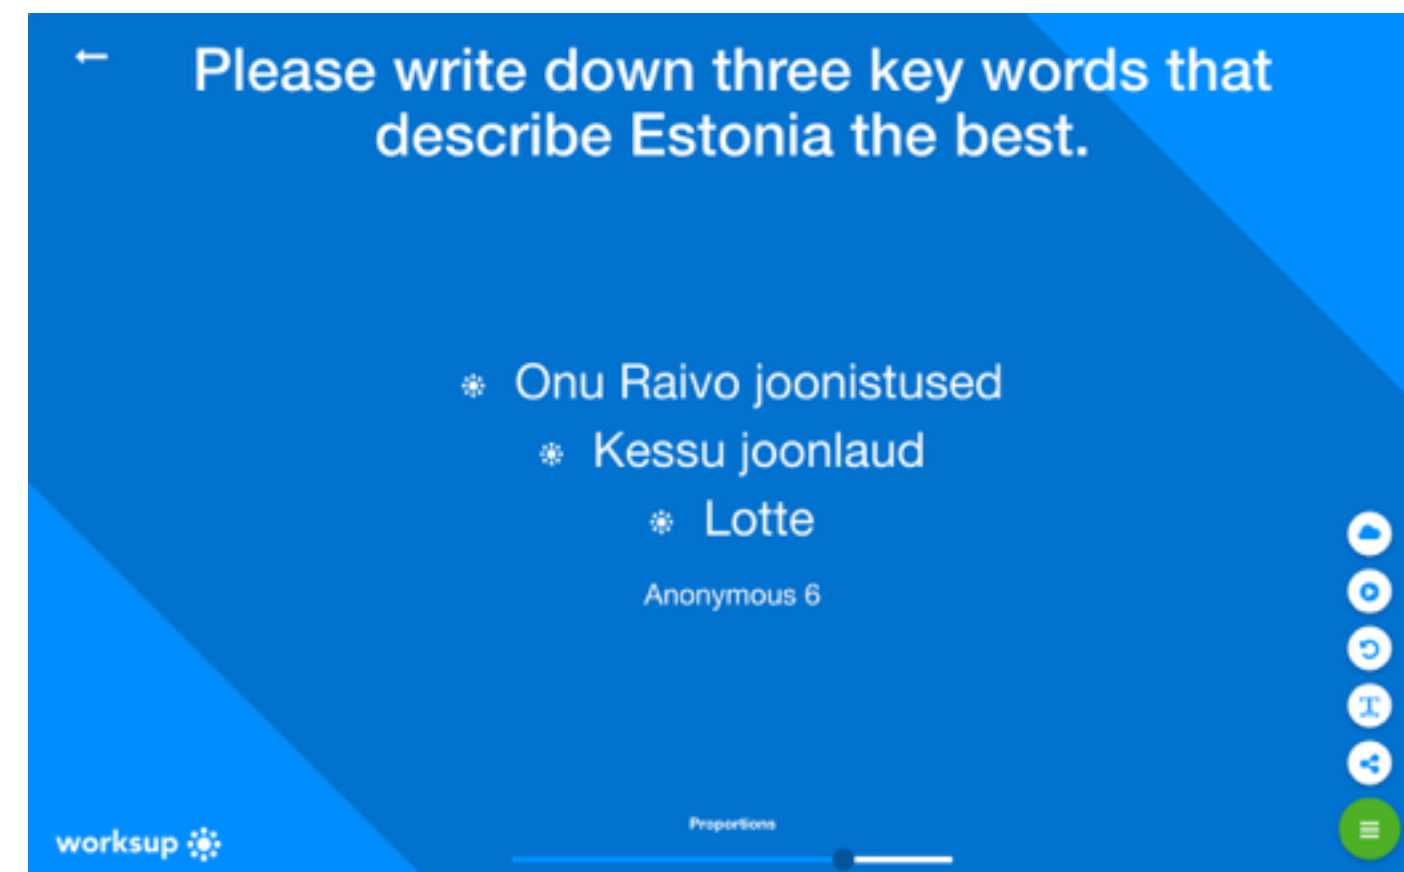 Please write down three key words that
describe Estonia the best.
Onu Raivo joonistused
Kessu joonlaud
Lotte
Anonymous 6
Proportions
worksup